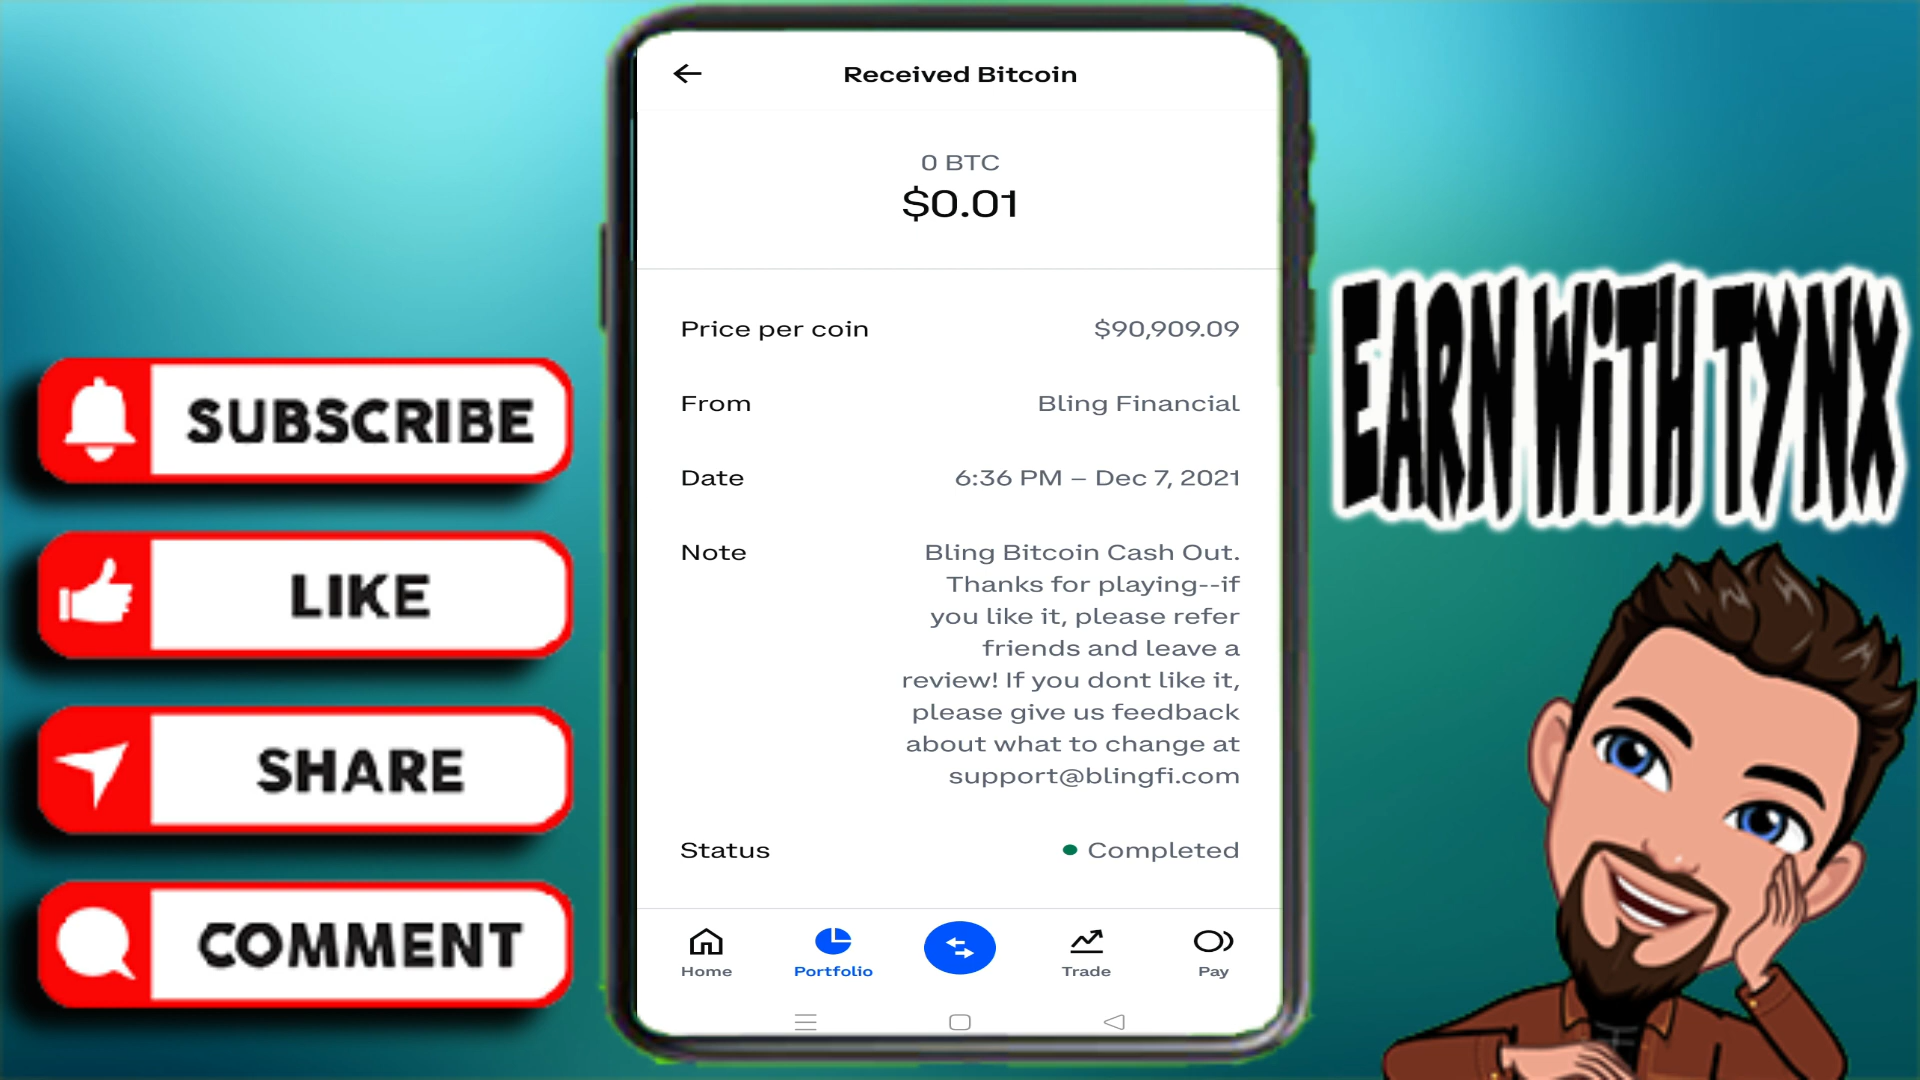 Received Bitcoin
0 BTC
$0.01
Price per coin $90,909.09
From Bling Financial
Date 6:36 PM – Dec 7, 2021
Note Bling Bitcoin Cash Out.
Thanks for playing--if
you like it, please refer
friends and leave a
review! If you dont like it,
please give us feedback
about what to change at
support@blingfi.com
Status Completed
Home Portfolio Trade Pay
SUBSCRIBE
LIKE
SHARE
COMMENT
EARN WiTH TYNX